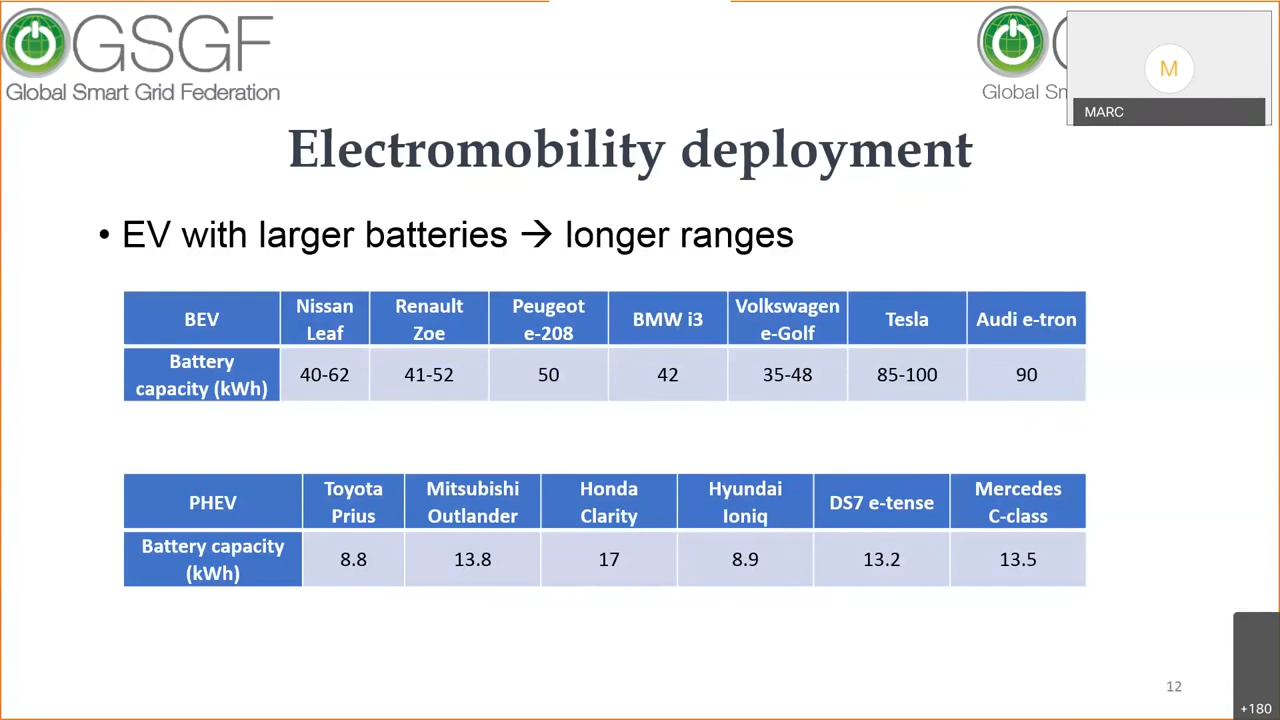 GSGF
Global Smart Grid Federation
Global Sm
M
MARC
Electromobility deployment
• EV with larger batteries → longer ranges
BEV Nissan Leaf Renault Zoe Peugeot e-208 BMW i3 Volkswagen e-Golf Tesla Audi e-tron
Battery capacity (kWh) 40-62 41-52 50 42 35-48 85-100 90
PHEV Toyota Prius Mitsubishi Outlander Honda Clarity Hyundai Ioniq DS7 e-tense Mercedes C-class
Battery capacity (kWh) 8.8 13.8 17 8.9 13.2 13.5
12
+180